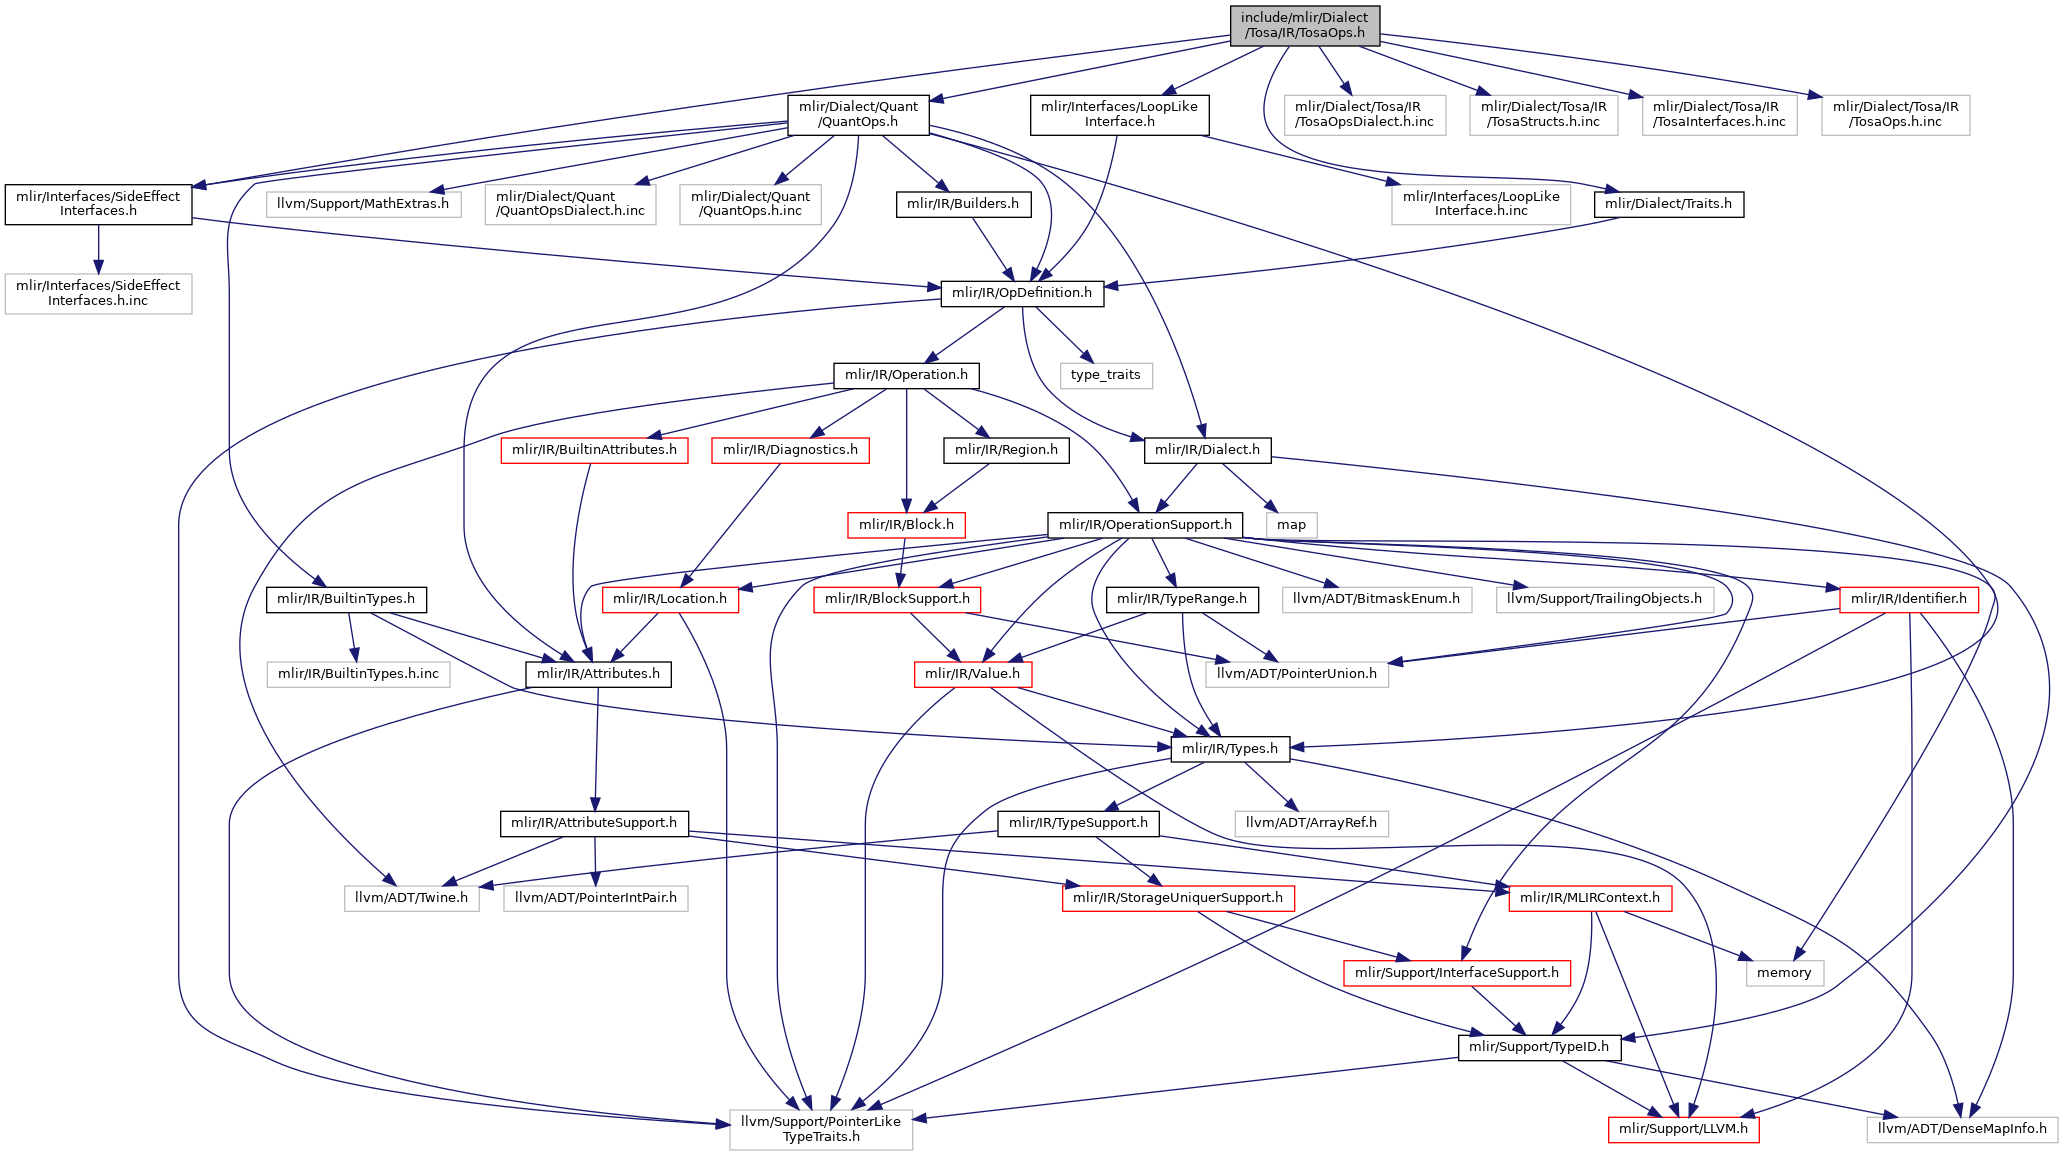 include/mlir/Dialect
/Tosa/IR/TosaOps.h
mlir/Dialect/Quant
/QuantOps.h
mlir/Interfaces/LoopLike
Interface.h
mlir/Dialect/Tosa/IR
/TosaOpsDialect.h.inc
mlir/Dialect/Tosa/IR
/TosaStructs.h.inc
mlir/Dialect/Tosa/IR
/TosaInterfaces.h.inc
mlir/Dialect/Tosa/IR
/TosaOps.h.inc
mlir/Interfaces/SideEffect
Interfaces.h
llvm/Support/MathExtras.h
mlir/Dialect/Quant
/QuantOpsDialect.h.inc
mlir/Dialect/Quant
/QuantOps.h.inc
mlir/IR/Builders.h
mlir/Interfaces/LoopLike
Interface.h.inc
mlir/Dialect/Traits.h
mlir/Interfaces/SideEffect
Interfaces.h.inc
mlir/IR/OpDefinition.h
mlir/IR/Operation.h
type_traits
mlir/IR/BuiltinAttributes.h
mlir/IR/Diagnostics.h
mlir/IR/Region.h
mlir/IR/Dialect.h
mlir/IR/Block.h
mlir/IR/OperationSupport.h
map
mlir/IR/BuiltinTypes.h
mlir/IR/Location.h
mlir/IR/BlockSupport.h
mlir/IR/TypeRange.h
llvm/ADT/BitmaskEnum.h
llvm/Support/TrailingObjects.h
mlir/IR/Identifier.h
mlir/IR/BuiltinTypes.h.inc
mlir/IR/Attributes.h
mlir/IR/Value.h
llvm/ADT/PointerUnion.h
mlir/IR/Types.h
mlir/IR/AttributeSupport.h
mlir/IR/TypeSupport.h
llvm/ADT/ArrayRef.h
llvm/ADT/Twine.h
llvm/ADT/PointerIntPair.h
mlir/IR/StorageUniquerSupport.h
mlir/IR/MLIRContext.h
mlir/Support/InterfaceSupport.h
memory
mlir/Support/TypeID.h
llvm/Support/PointerLike
TypeTraits.h
mlir/Support/LLVM.h
llvm/ADT/DenseMapInfo.h